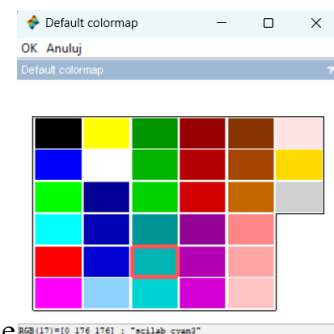 Default colormap
OK Anuluj
Default colormap ?
e RGB(17)=[0 176 176] : "scilab cyan3"